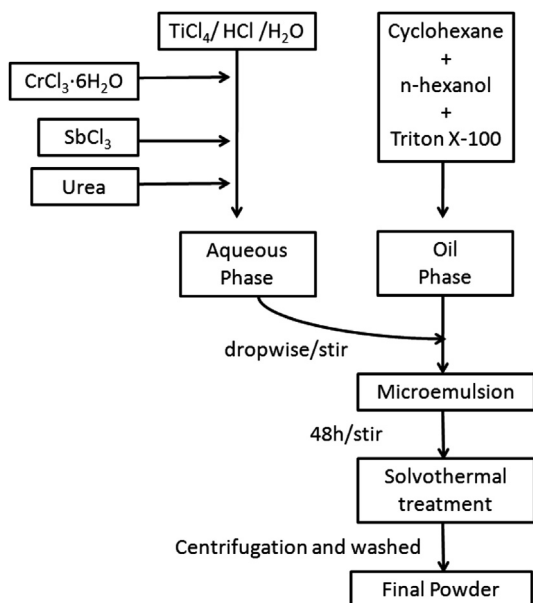 TiCl₄/ HCl /H₂O
CrCl₃·6H₂O
SbCl₃
Urea
Aqueous
Phase
Cyclohexane
+
n-hexanol
+
Triton X-100
Oil
Phase
dropwise/stir
Microemulsion
48h/stir
Solvothermal
treatment
Centrifugation and washed
Final Powder